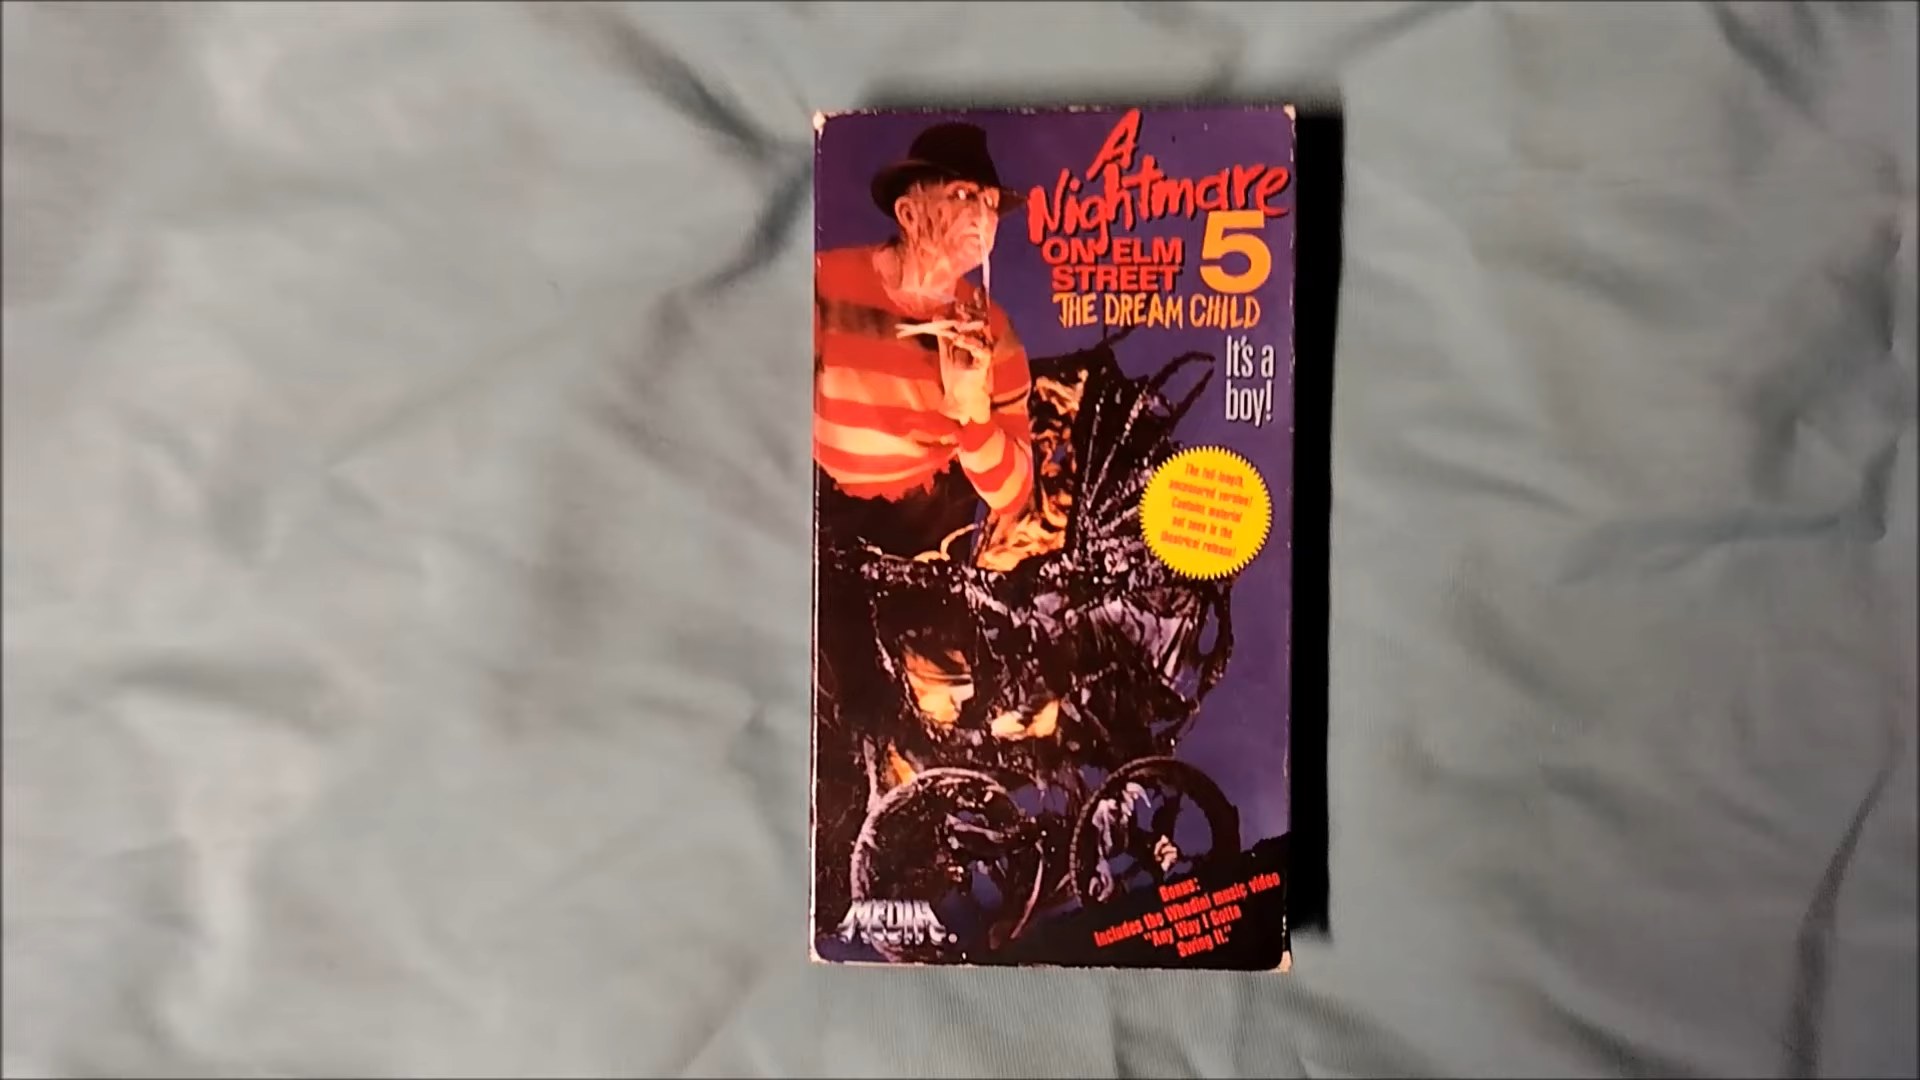 A
Nightmare
ON ELM
STREET
5
THE DREAM CHILD
It's a
boy!
The full-length,
uncensored version!
Contains material
not seen in the
theatrical release!
Bonus:
Includes the Whodini music video
"Any Way I Gotta
Swing It."
MEDIA